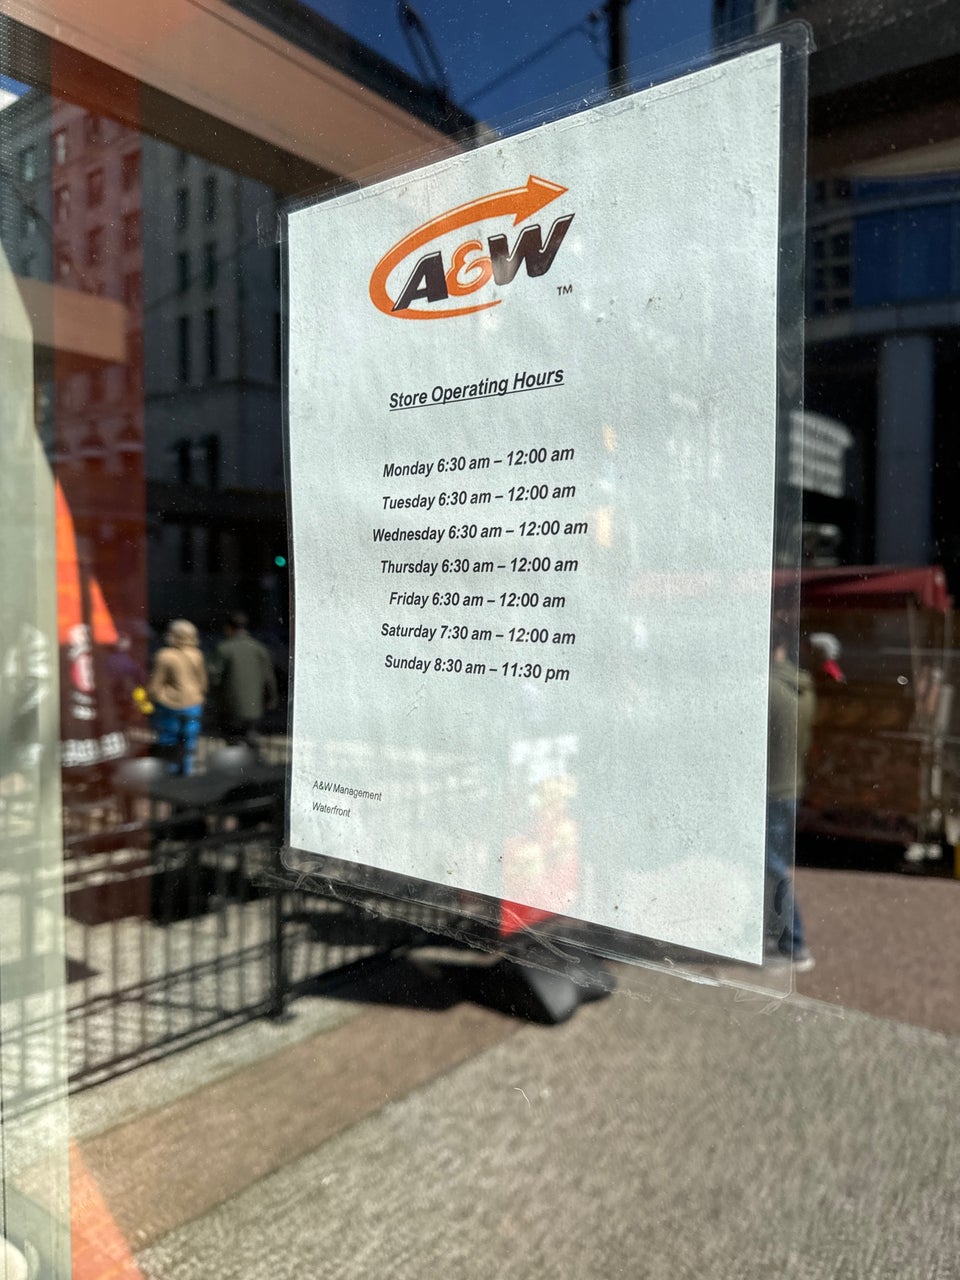 A&W
TM
Store Operating Hours
Monday 6:30 am – 12:00 am
Tuesday 6:30 am – 12:00 am
Wednesday 6:30 am – 12:00 am
Thursday 6:30 am – 12:00 am
Friday 6:30 am – 12:00 am
Saturday 7:30 am – 12:00 am
Sunday 8:30 am – 11:30 pm
A&W Management
Waterfront